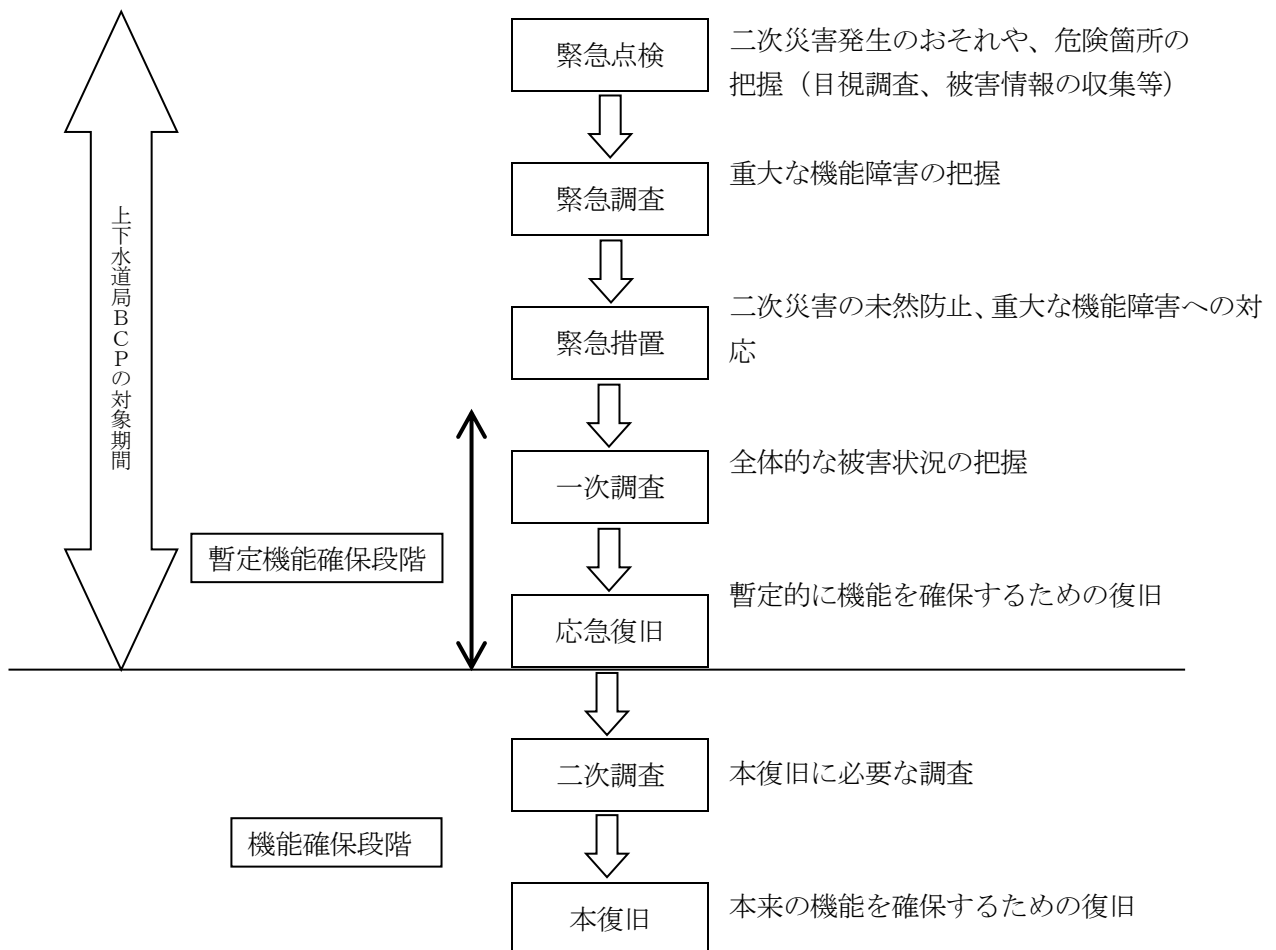 緊急点検
二次災害発生のおそれや、危険箇所の
把握（目視調査、被害情報の収集等）
緊急調査
重大な機能障害の把握
上下水道局ＢＣＰの対象期間
緊急措置
二次災害の未然防止、重大な機能障害への対
応
一次調査
全体的な被害状況の把握
暫定機能確保段階
応急復旧
暫定的に機能を確保するための復旧
二次調査
本復旧に必要な調査
機能確保段階
本復旧
本来の機能を確保するための復旧